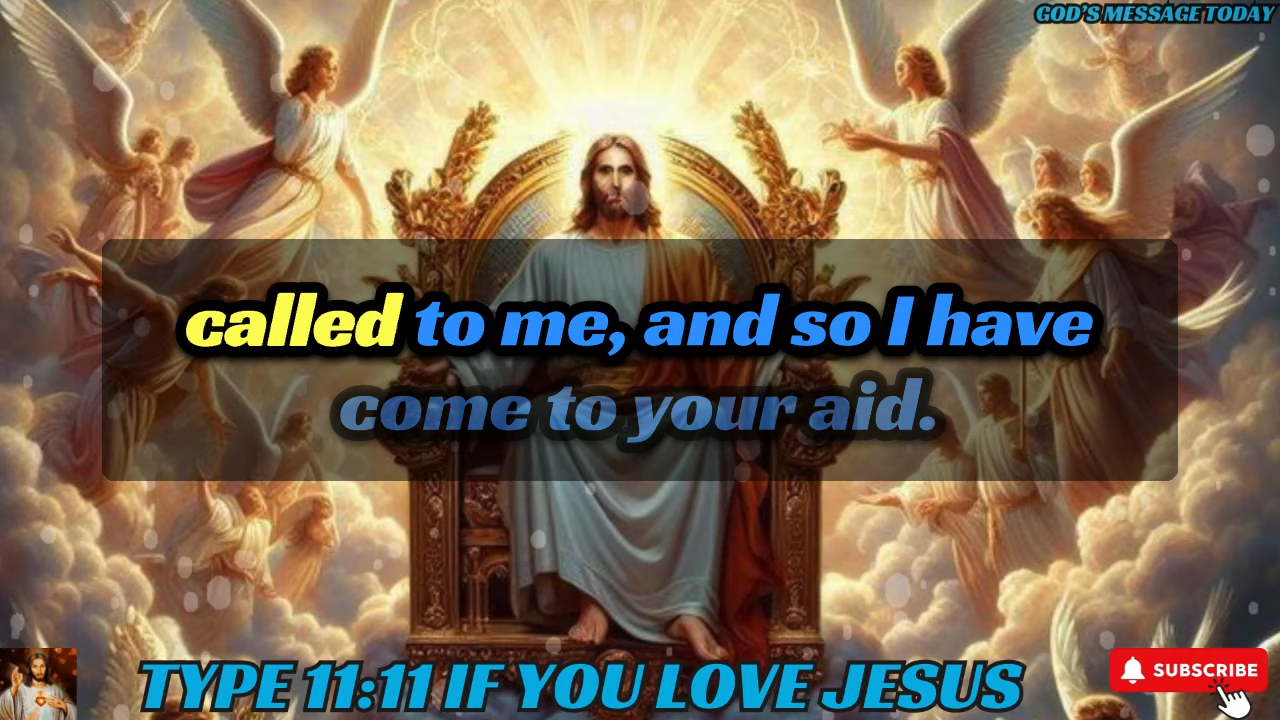 GOD'S MESSAGE TODAY
called to me, and so I have
come to your aid.
TYPE 11:11 IF YOU LOVE JESUS
SUBSCRIBE